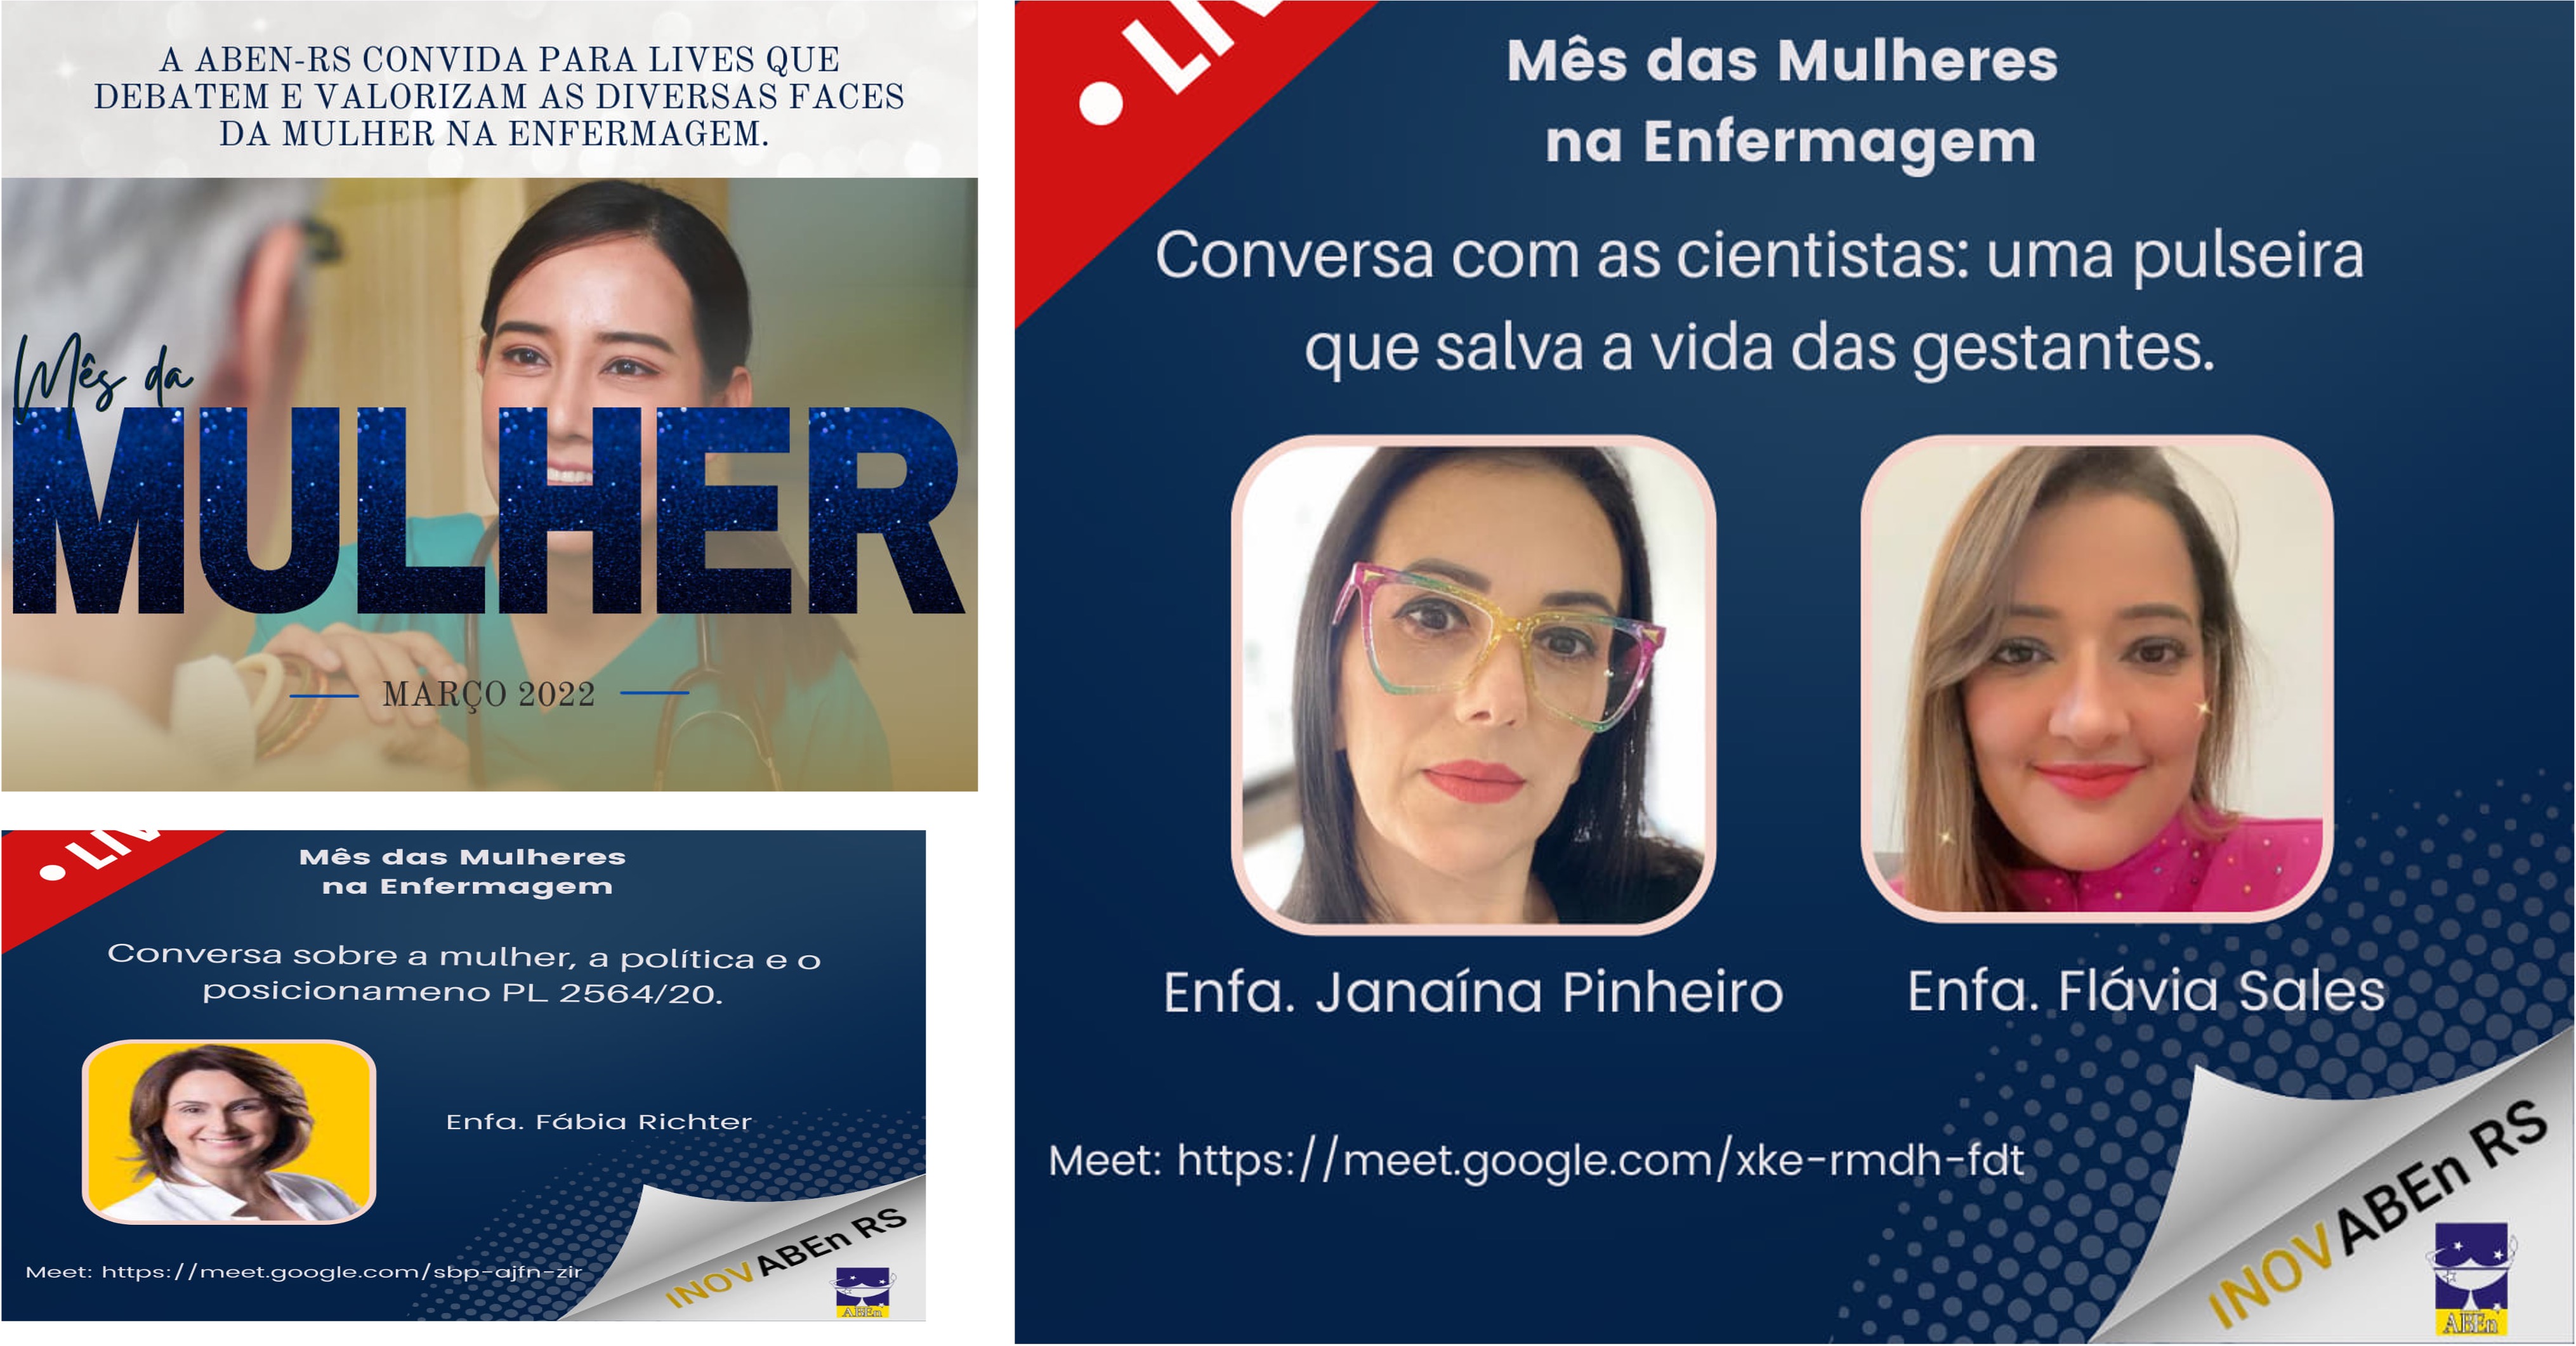 A ABEN-RS CONVIDA PARA LIVES QUE
DEBATEM E VALORIZAM AS DIVERSAS FACES
DA MULHER NA ENFERMAGEM.
Mês da
MULHER
MARÇO 2022
Mês das Mulheres
na Enfermagem
Conversa sobre a mulher, a política e o
posicionameno PL 2564/20.
Enfa. Fábia Richter
Meet: https://meet.google.com/sbp-ajfn-zir
INOVABEn RS
ABEn
Mês das Mulheres
na Enfermagem
Conversa com as cientistas: uma pulseira
que salva a vida das gestantes.
Enfa. Janaína Pinheiro
Enfa. Flávia Sales
Meet: https://meet.google.com/xke-rmdh-fdt
INOVABEn RS
ABEn